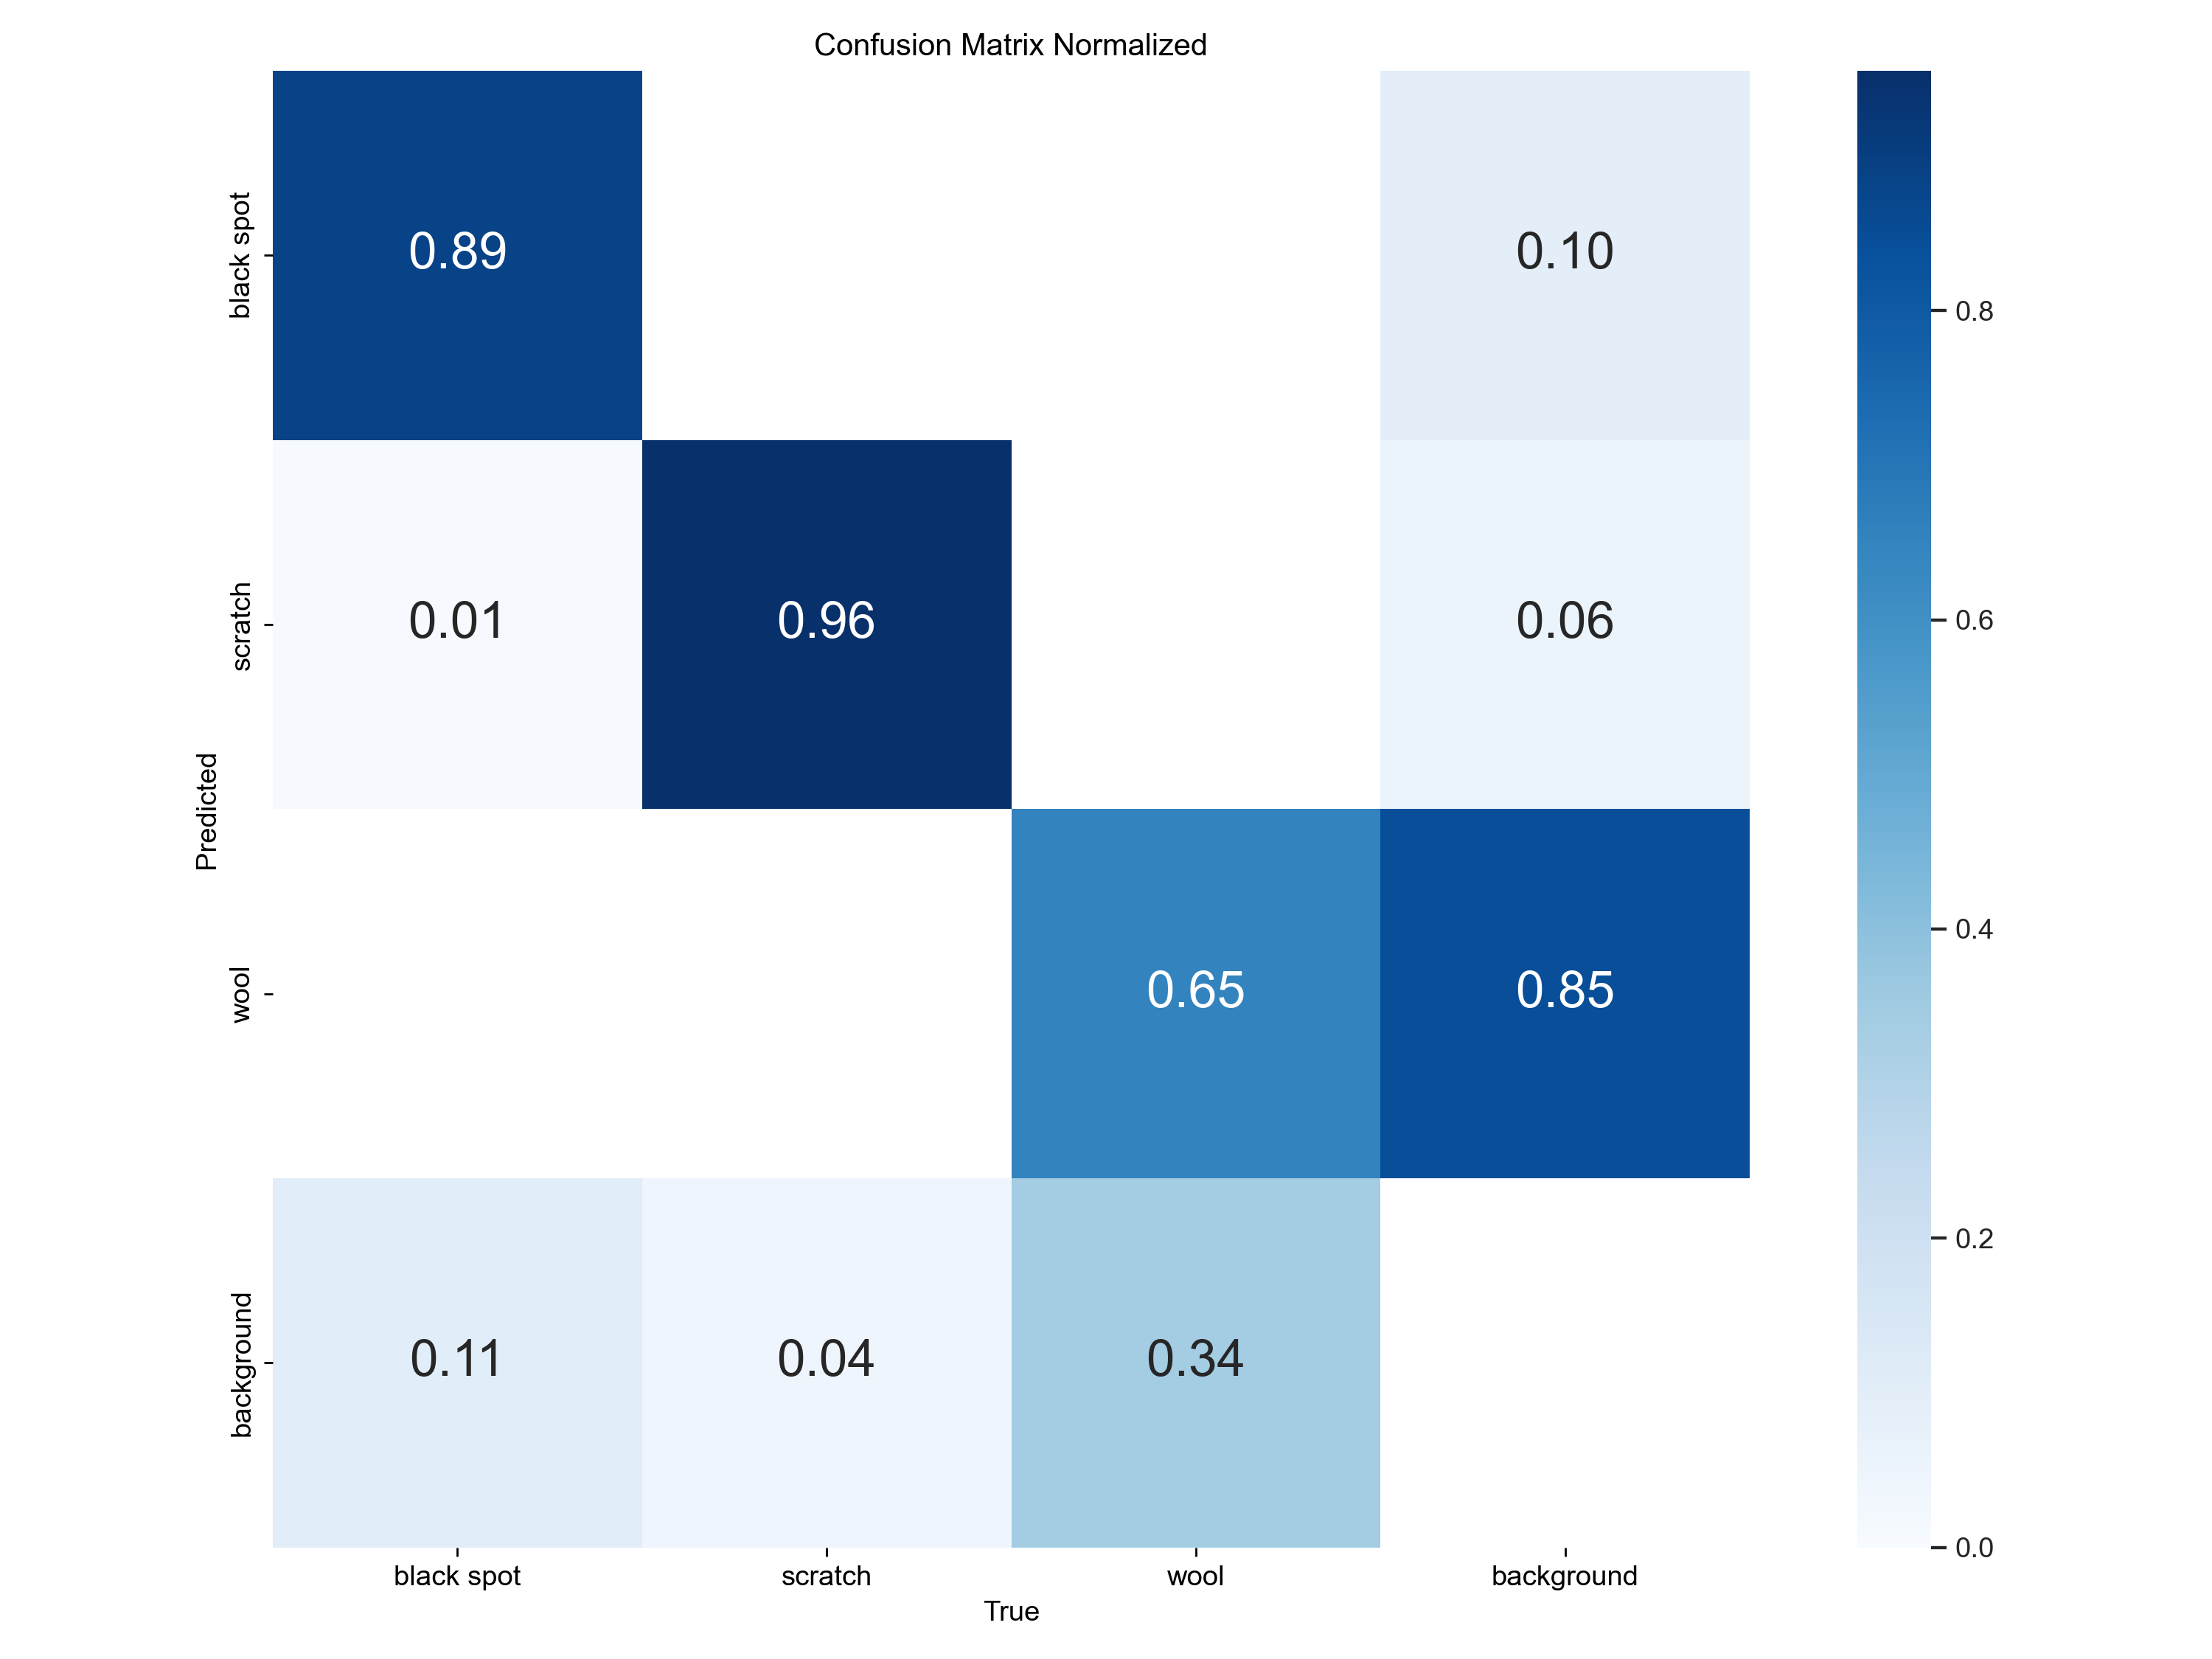 Confusion Matrix Normalized
black spot
0.89
0.10
0.8
scratch
0.01
0.96
0.06
0.6
Predicted
wool
0.65
0.85
0.4
background
0.11
0.04
0.34
0.2
0.0
black spot
scratch
wool
background
True